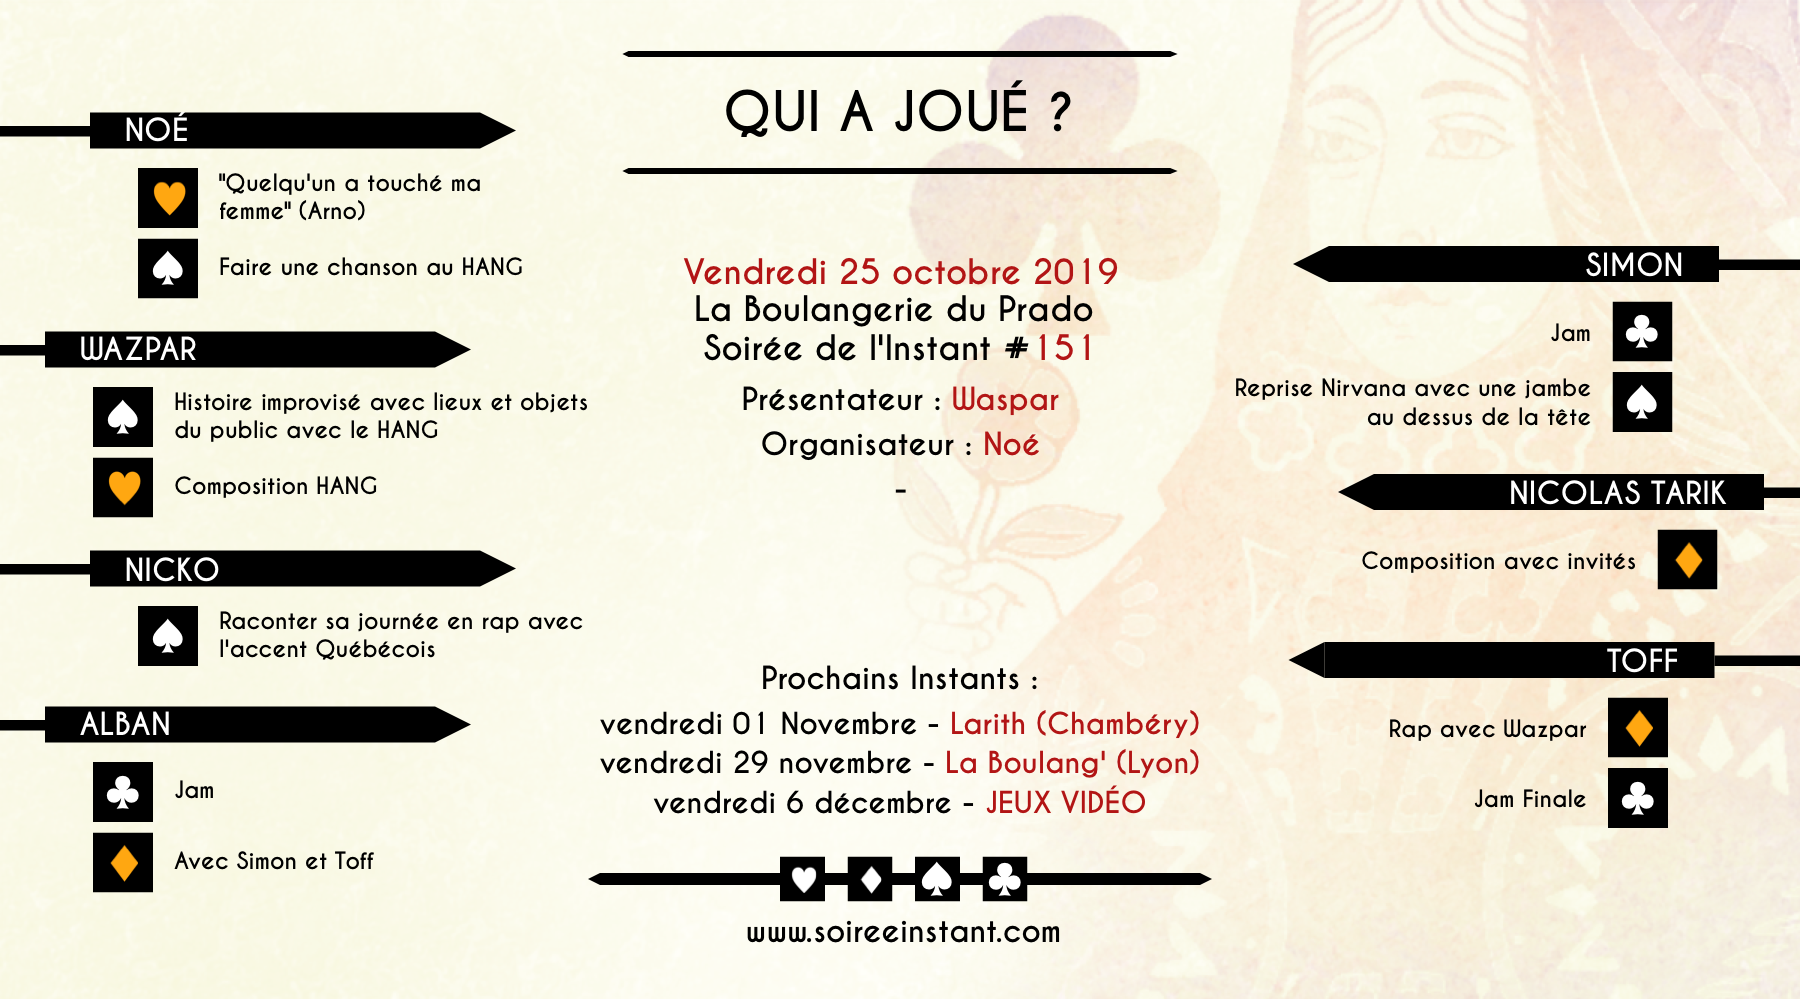 QUI A JOUÉ ?
NOÉ
"Quelqu'un a touché ma
femme" (Arno)
Faire une chanson au HANG
WAZPAR
Histoire improvisé avec lieux et objets
du public avec le HANG
Composition HANG
NICKO
Raconter sa journée en rap avec
l'accent Québécois
ALBAN
Jam
Avec Simon et Toff
Vendredi 25 octobre 2019
La Boulangerie du Prado
Soirée de l'Instant #151
Présentateur : Waspar
Organisateur : Noé
-
Prochains Instants :
vendredi 01 Novembre - Larith (Chambéry)
vendredi 29 novembre - La Boulang' (Lyon)
vendredi 6 décembre - JEUX VIDÉO
www.soireeinstant.com
SIMON
Jam
Reprise Nirvana avec une jambe
au dessus de la tête
NICOLAS TARIK
Composition avec invités
TOFF
Rap avec Wazpar
Jam Finale